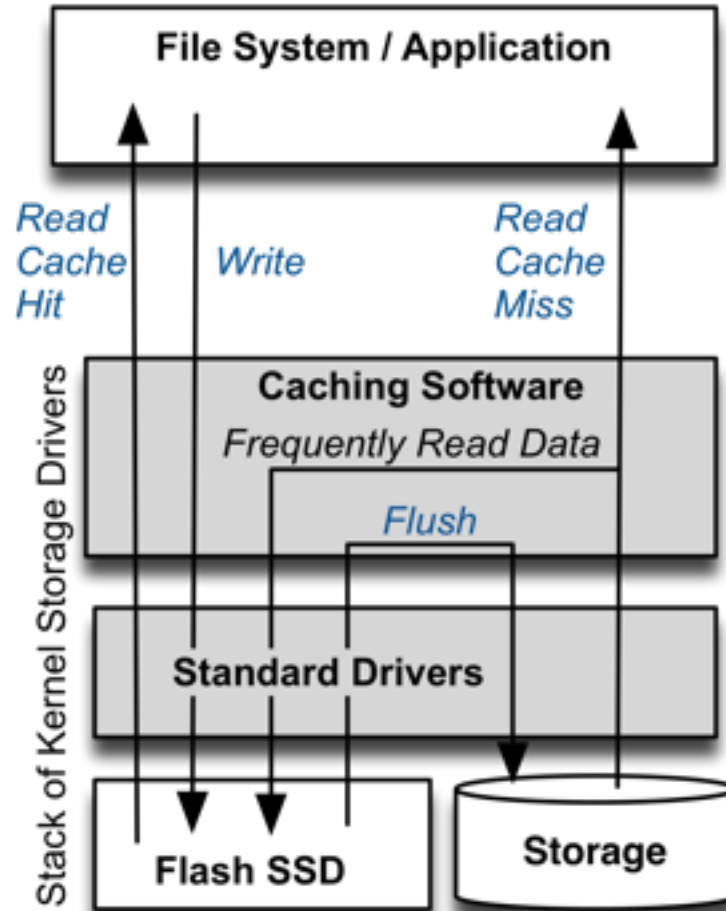 File System / Application
Read
Cache
Hit
Write
Read
Cache
Miss
Caching Software
Frequently Read Data
Flush
Standard Drivers
Flash SSD
Storage
Stack of Kernel Storage Drivers